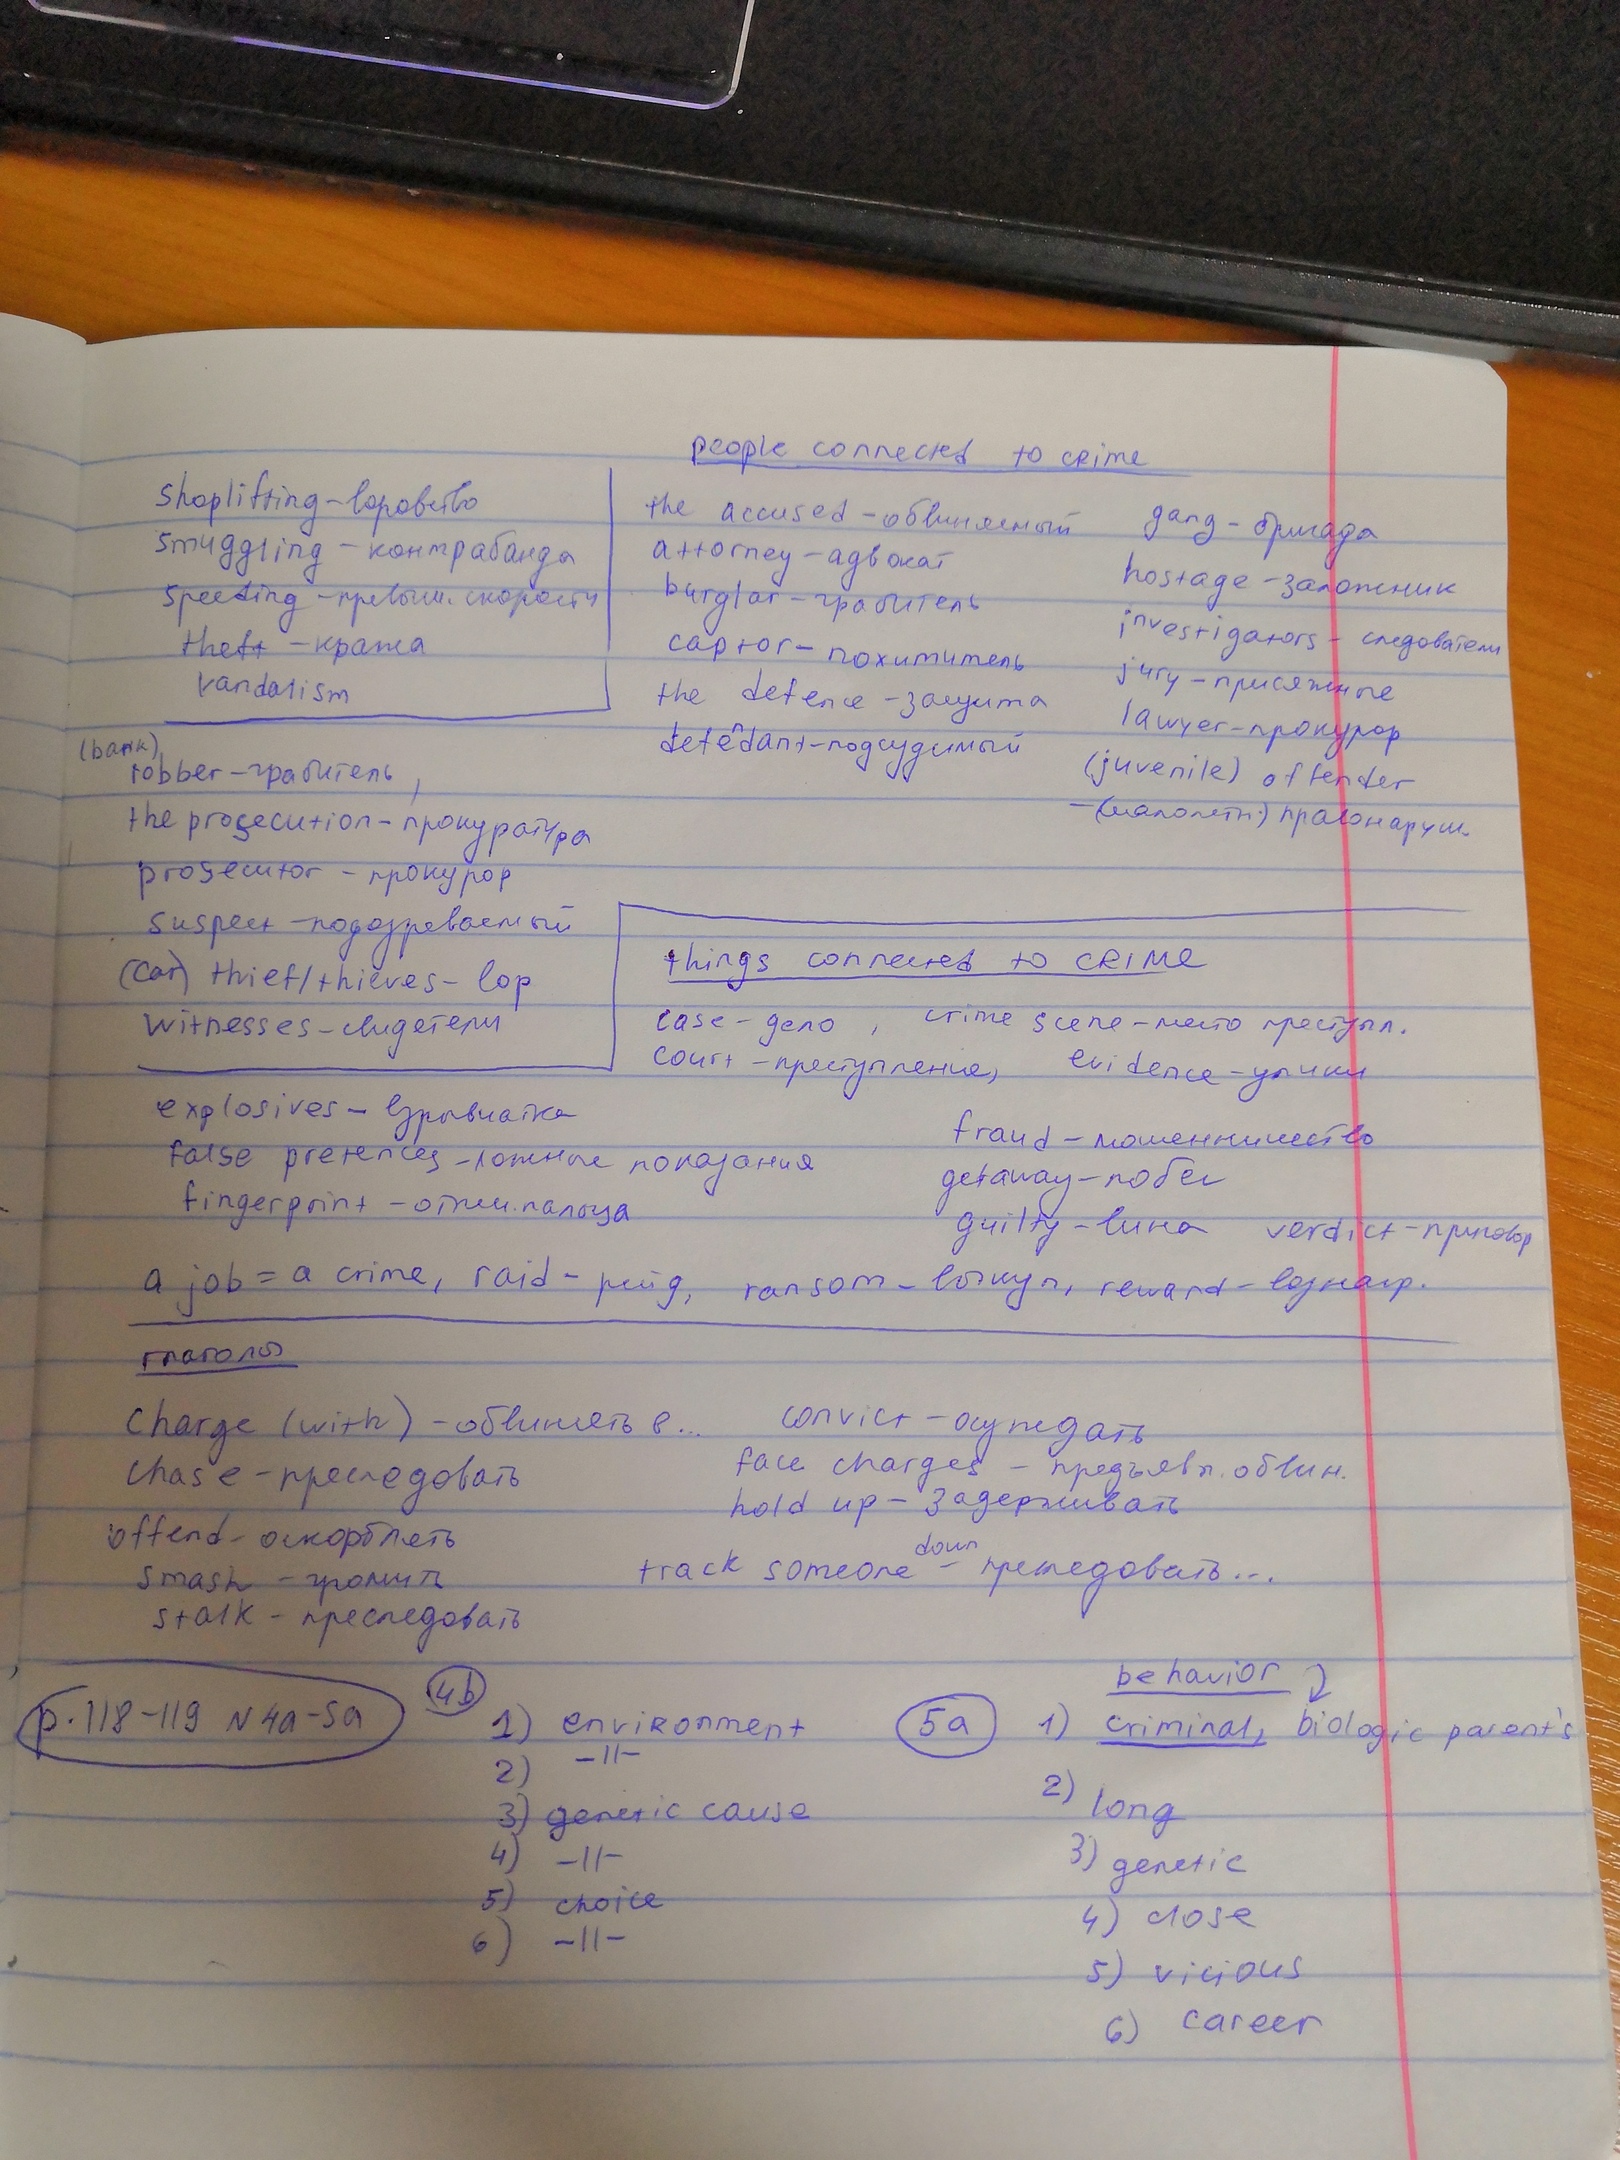 people connected to crime
shoplifting - воровство
smuggling - контрабанда
speeding - превыш. скорости
theft - кража
vandalism
the accused - обвиняемый
attorney - адвокат
burglar - грабитель
captor - похититель
the defence - защита
defendant - подсудимый
gang - бригада
hostage - заложник
investigators - следователи
jury - присяжные
lawyer - прокурор
(juvenile) offender
- (малолетн.) правонаруш.
(bank)
robber - грабитель,
the prosecution - прокуратура
prosecutor - прокурор
suspect - подозреваемый
(car) thief/thieves - вор
witnesses - свидетели
things connected to crime
case - дело, crime scene - место преступл.
court - преступление, evidence - улики
explosives - взрывчатка
false pretences - ложные показания
fingerprint - отпеч. пальца
fraud - мошенничество
getaway - побег
guilty - вина verdict - приговор
a job = a crime, raid - рейд, ransom - выкуп, reward - вознагр.
глаголы
charge (with) - обвинять в... convict - осуждать
chase - преследовать face charges - предъявл. обвин.
hold up - задерживать
offend - оскорблять
down
smash - громить track someone - преследовать...
stalk - преследовать
p. 118-119 N 4a-5a
4b
1) environment
2) -//-
3) genetic cause
4) -//-
5) choice
6) -//-
behavior
5a
1) criminal, biologic parent's
2) long
3) genetic
4) close
5) vicious
6) career